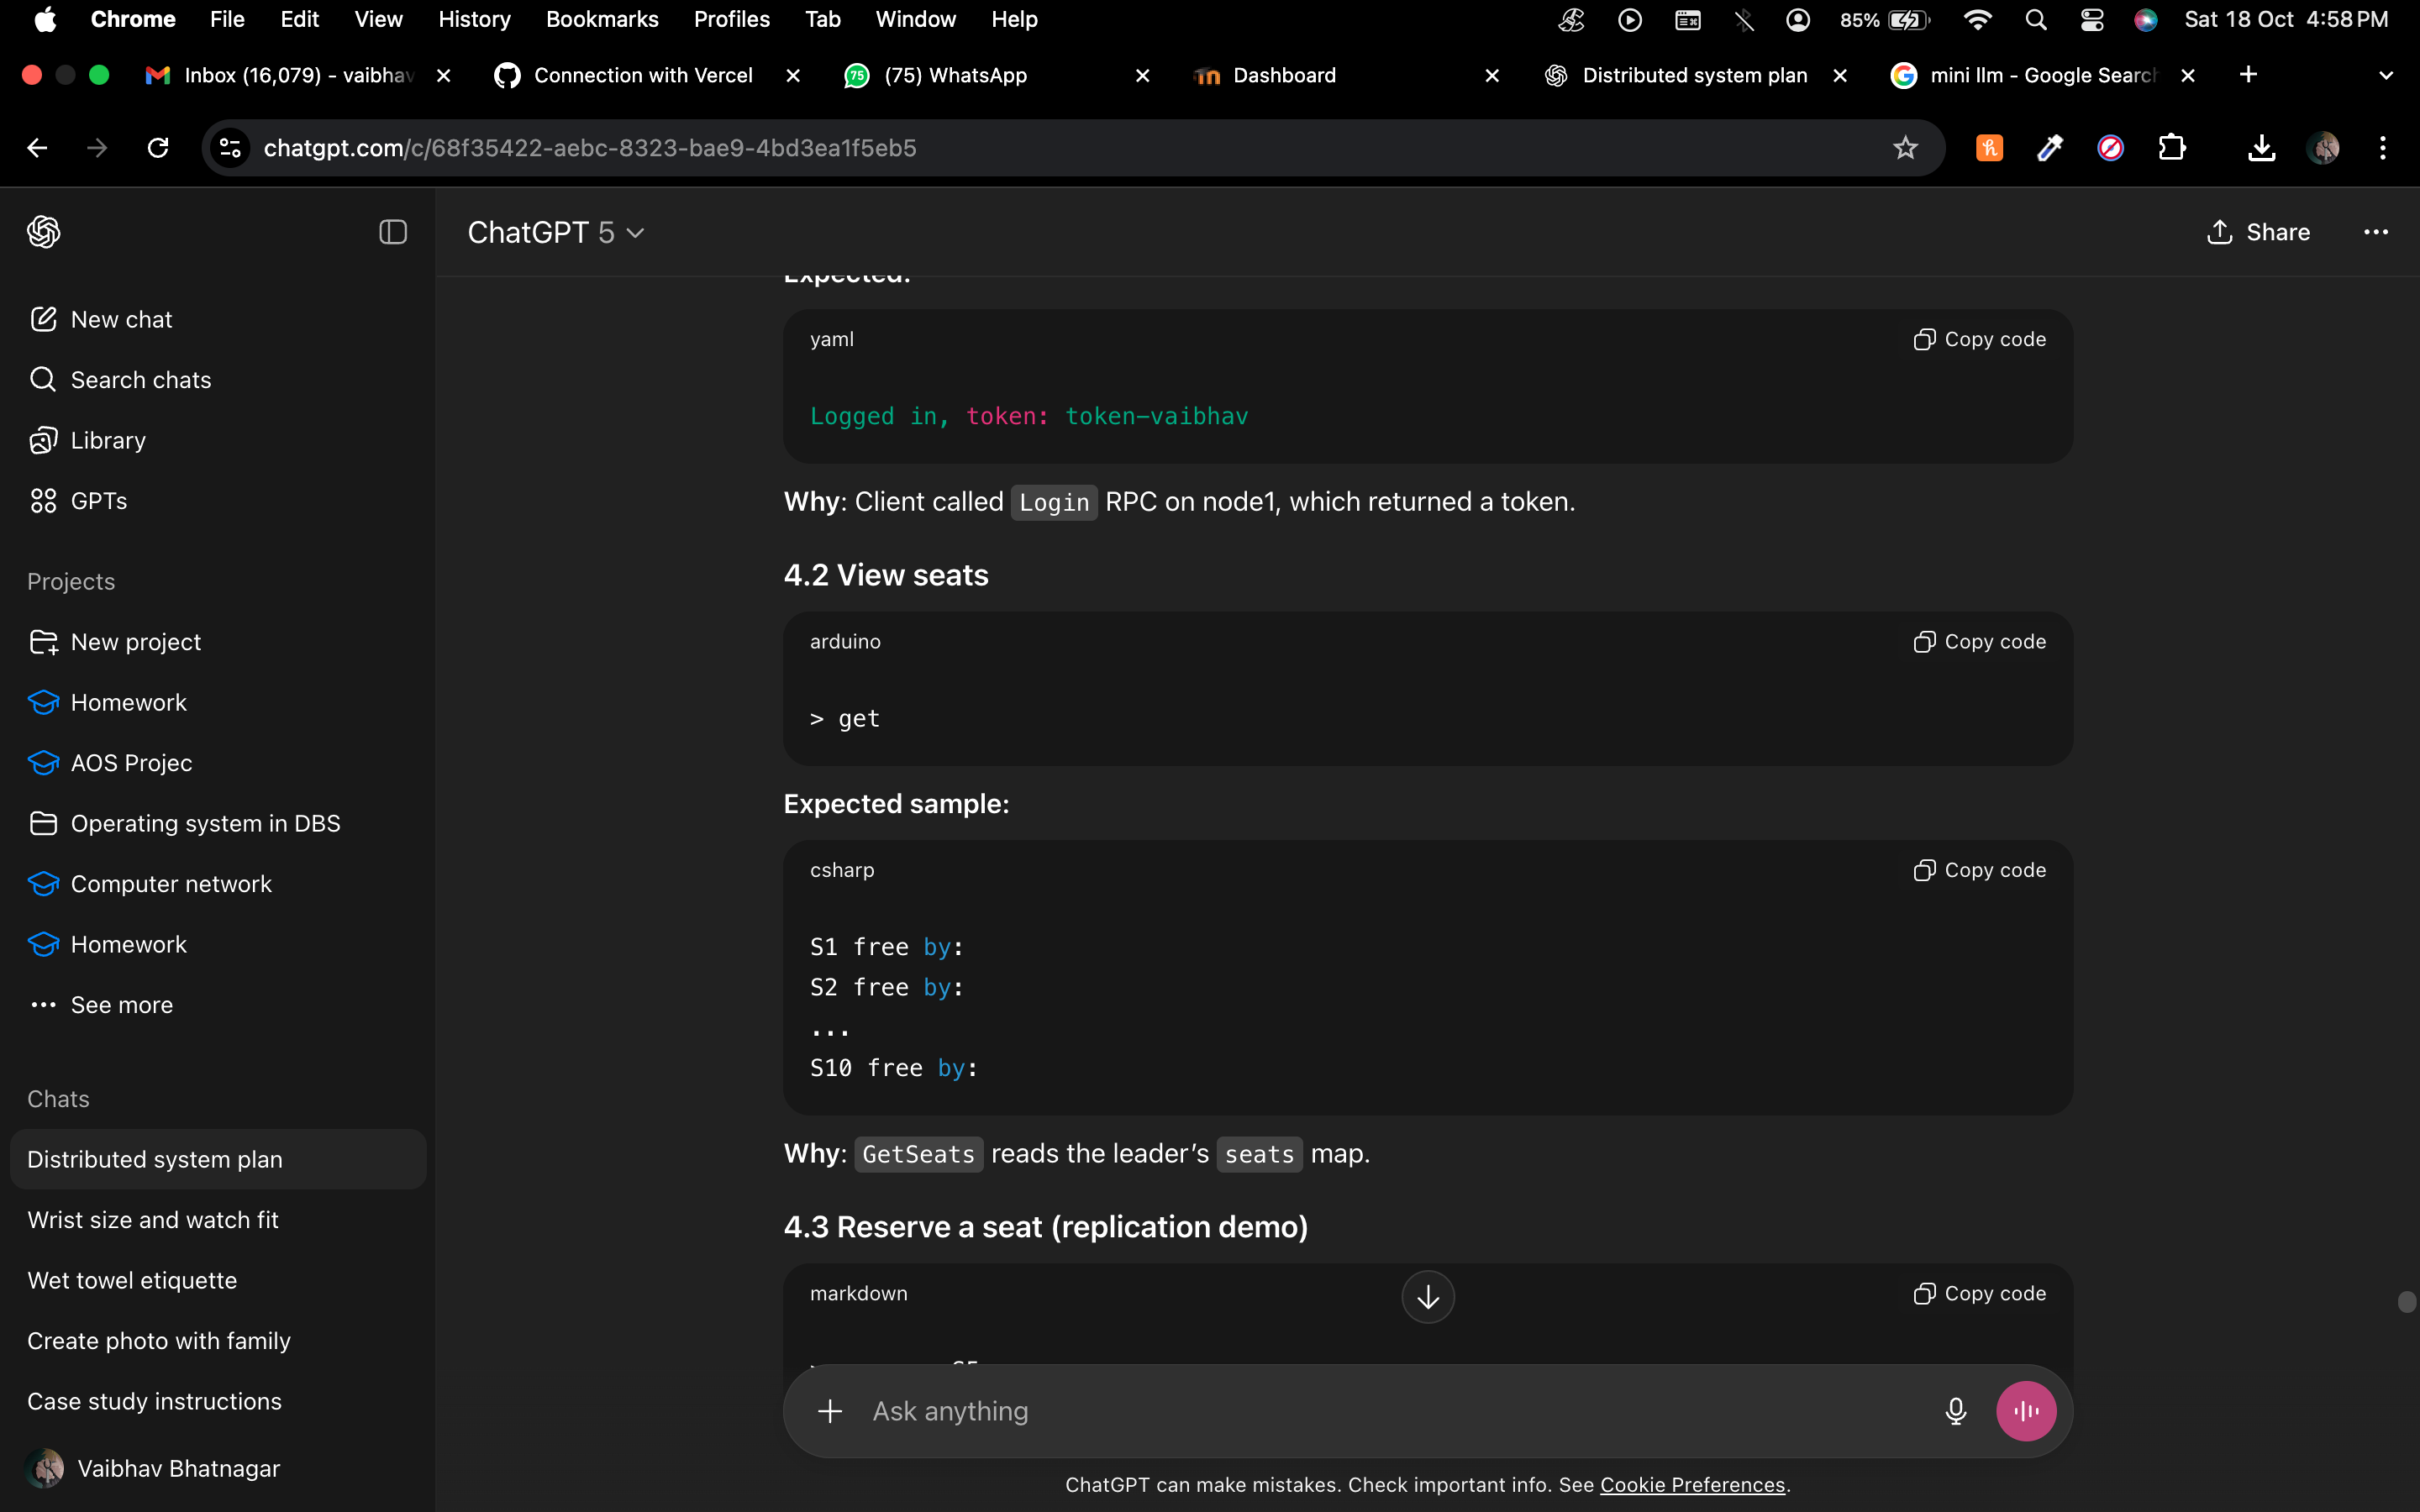 Chrome File Edit View History Bookmarks Profiles Tab Window Help 85% Sat 18 Oct 4:58 PM
Inbox (16,079) - vaibhav Connection with Vercel 75 (75) WhatsApp Dashboard Distributed system plan mini llm - Google Search
chatgpt.com/c/68f35422-aebc-8323-bae9-4bd3ea1f5eb5
ChatGPT 5 Share
New chat
Search chats
Library
GPTs
Projects
New project
Homework
AOS Projec
Operating system in DBS
Computer network
Homework
See more
Chats
Distributed system plan
Wrist size and watch fit
Wet towel etiquette
Create photo with family
Case study instructions
Vaibhav Bhatnagar
Expected:
yaml Copy code
Logged in, token: token-vaibhav
Why: Client called Login RPC on node1, which returned a token.
4.2 View seats
arduino Copy code
> get
Expected sample:
csharp Copy code
S1 free by:
S2 free by:
...
S10 free by:
Why: GetSeats reads the leader's seats map.
4.3 Reserve a seat (replication demo)
markdown Copy code
Ask anything
ChatGPT can make mistakes. Check important info. See Cookie Preferences.